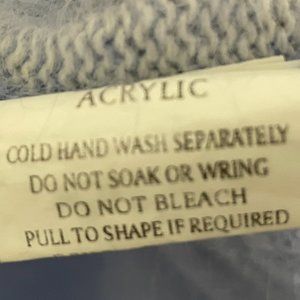 ACRYLIC
COLD HAND WASH SEPARATELY
DO NOT SOAK OR WRING
DO NOT BLEACH
PULL TO SHAPE IF REQUIRED